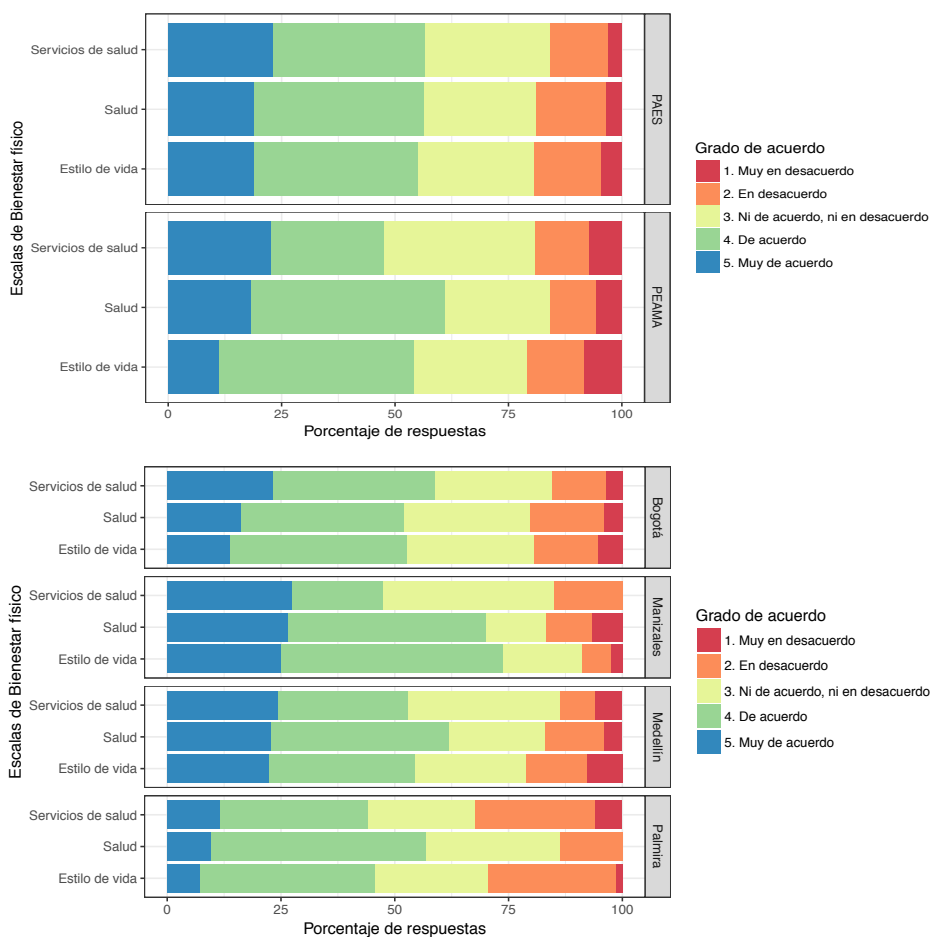 Escalas de Bienestar físico
Servicios de salud
Salud
Estilo de vida
PAES
Servicios de salud
Salud
Estilo de vida
PEAMA
0 25 50 75 100
Porcentaje de respuestas
Grado de acuerdo
1. Muy en desacuerdo
2. En desacuerdo
3. Ni de acuerdo, ni en desacuerdo
4. De acuerdo
5. Muy de acuerdo
Escalas de Bienestar físico
Servicios de salud
Salud
Estilo de vida
Bogotá
Servicios de salud
Salud
Estilo de vida
Manizales
Servicios de salud
Salud
Estilo de vida
Medellín
Servicios de salud
Salud
Estilo de vida
Palmira
0 25 50 75 100
Porcentaje de respuestas
Grado de acuerdo
1. Muy en desacuerdo
2. En desacuerdo
3. Ni de acuerdo, ni en desacuerdo
4. De acuerdo
5. Muy de acuerdo